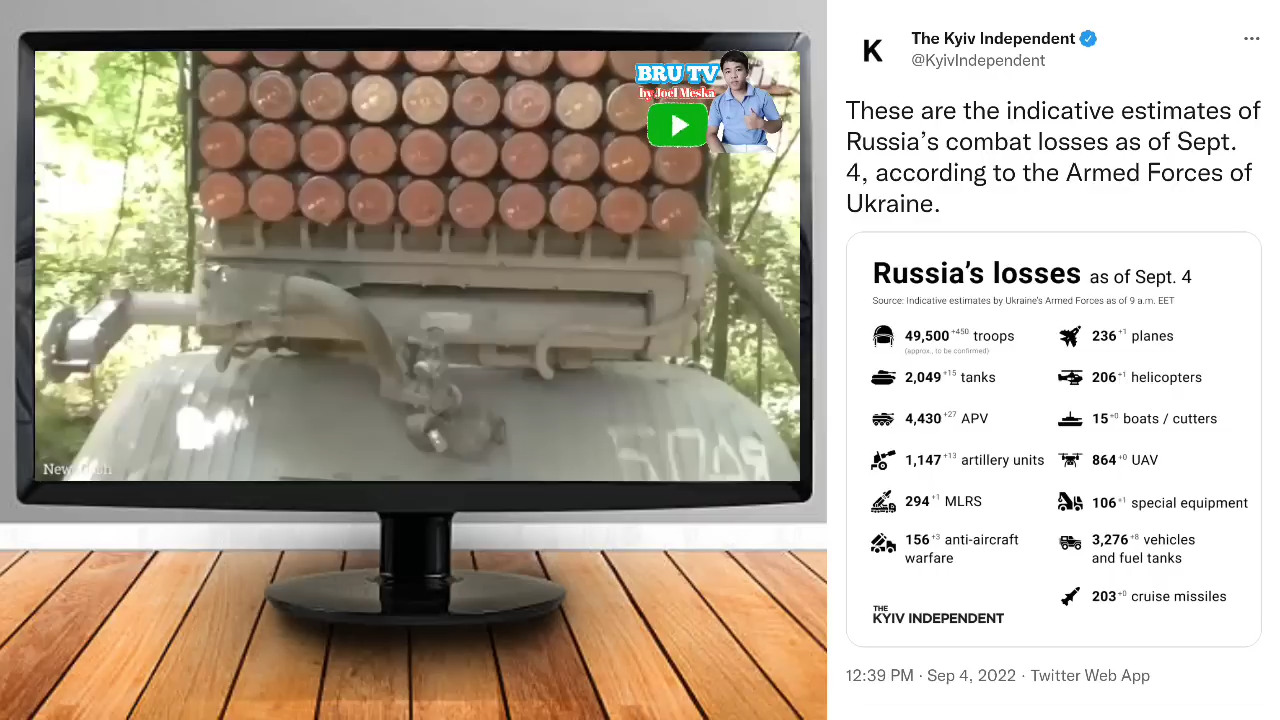 BRU TV
by Joel Meska
The Kyiv Independent
@KyivIndependent
These are the indicative estimates of
Russia’s combat losses as of Sept.
4, according to the Armed Forces of
Ukraine.
Russia’s losses as of Sept. 4
Source: Indicative estimates by Ukraine's Armed Forces as of 9 a.m. EET
49,500 +450 troops
(approx., to be confirmed)
2,049 +15 tanks
4,430 +27 APV
1,147 +13 artillery units
294 +1 MLRS
156 +3 anti-aircraft
warfare
236 +1 planes
206 +1 helicopters
15 +0 boats / cutters
864 +0 UAV
106 +1 special equipment
3,276 +8 vehicles
and fuel tanks
203 +0 cruise missiles
THE
KYIV INDEPENDENT
12:39 PM · Sep 4, 2022 · Twitter Web App